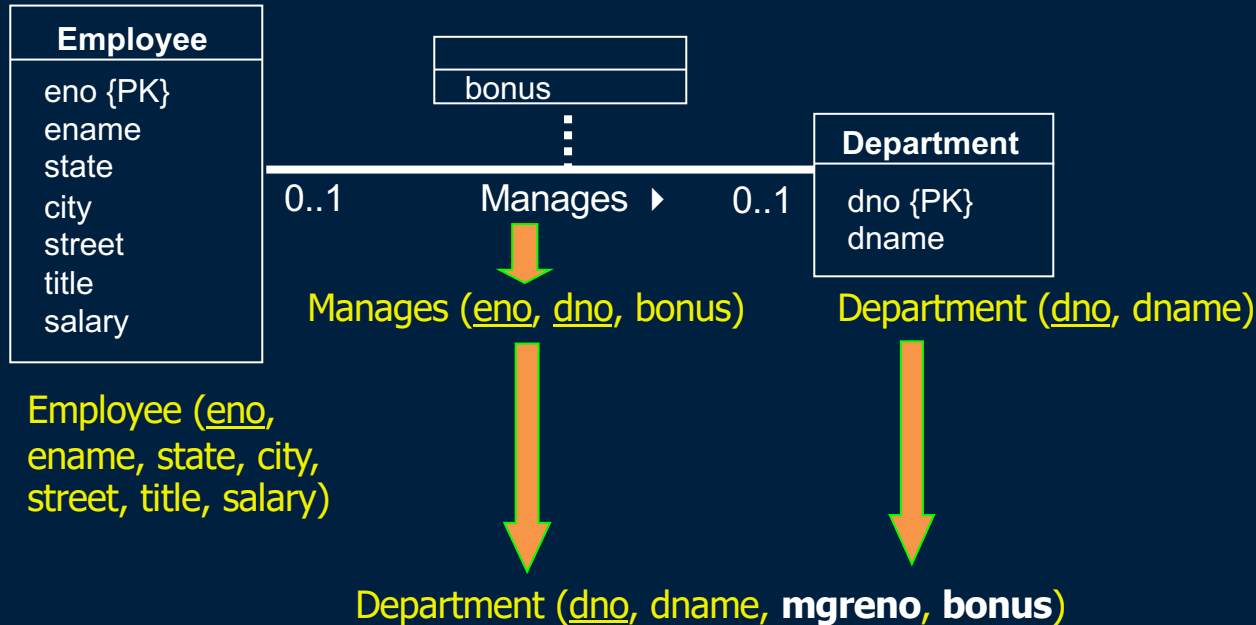 Employee
eno {PK}
ename
state
city
street
title
salary
bonus
0..1
Manages ▸
0..1
Department
dno {PK}
dname
Manages (eno, dno, bonus)
Department (dno, dname)
Employee (eno,
ename, state, city,
street, title, salary)
Department (dno, dname, mgreno, bonus)